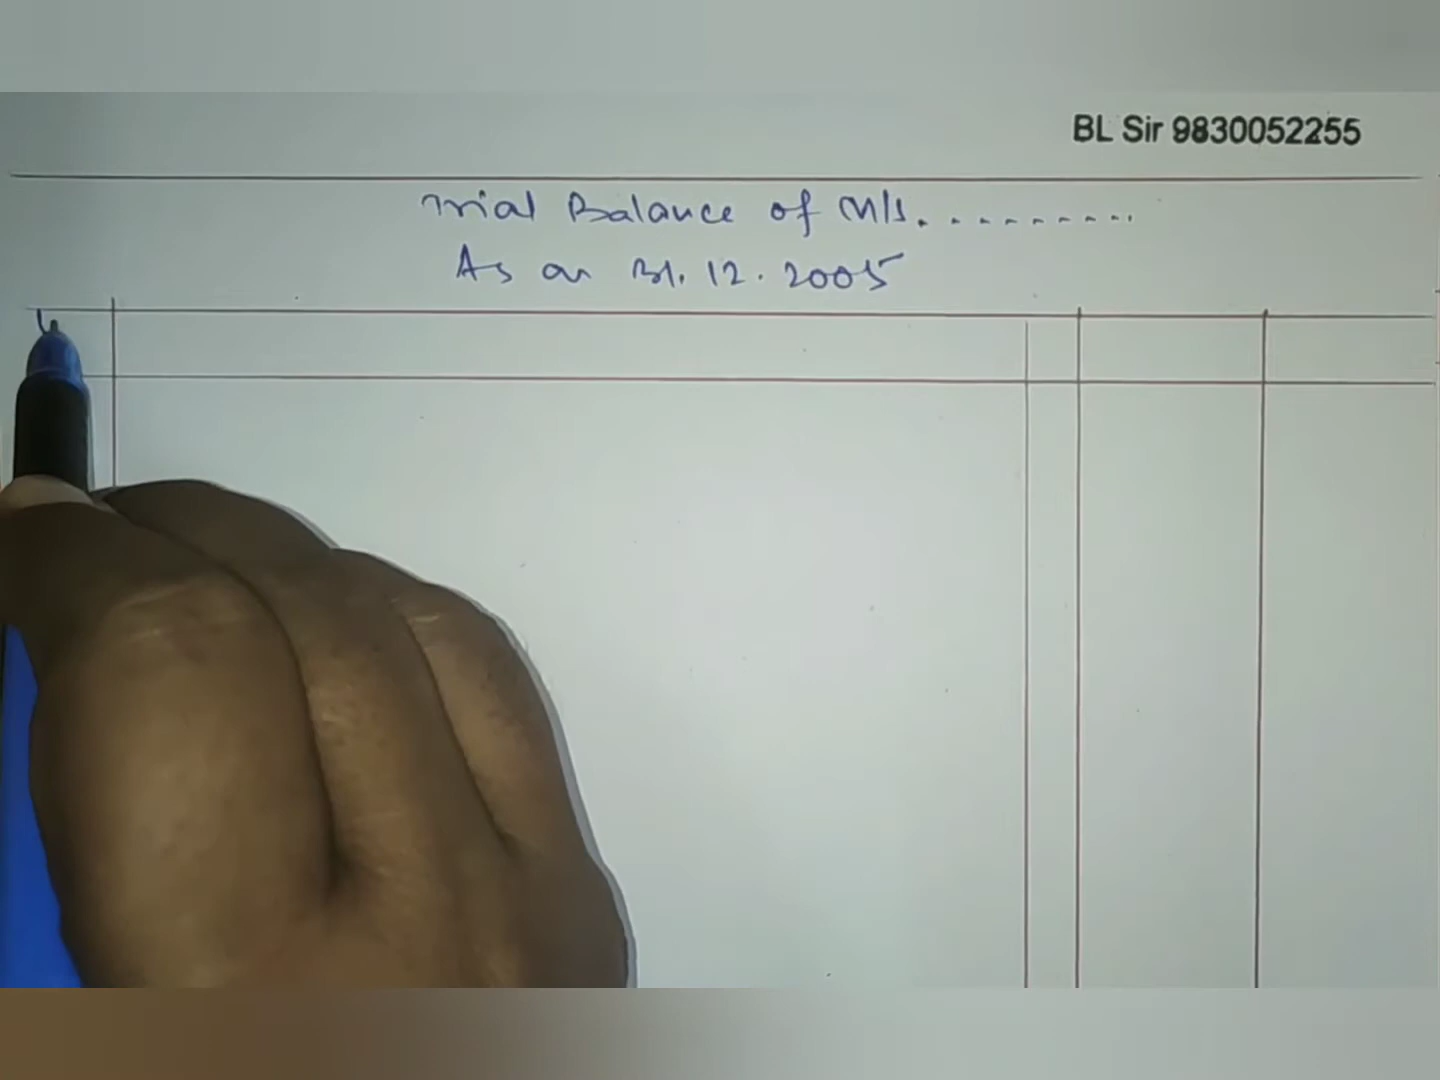 BL Sir 9830052255
Trial Balance of M/s. .........
As on 31.12.2005